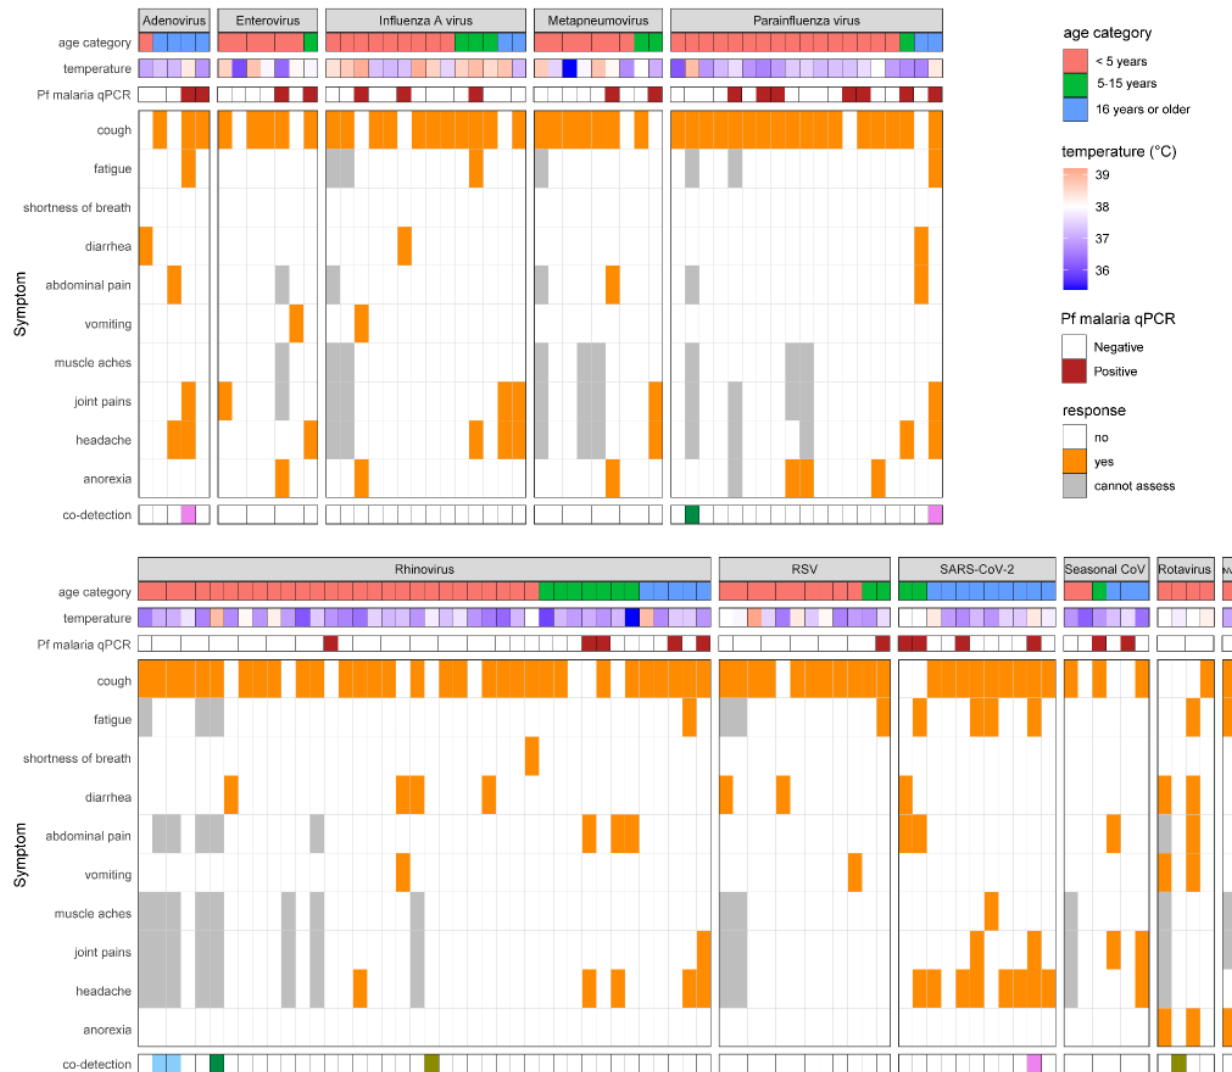 Adenovirus Enterovirus Influenza A virus Metapneumovirus Parainfluenza virus
age category
temperature
Pf malaria qPCR
cough
fatigue
shortness of breath
diarrhea
abdominal pain
vomiting
muscle aches
joint pains
headache
anorexia
co-detection
Symptom
age category
< 5 years
5-15 years
16 years or older
temperature (°C)
39
38
37
36
Pf malaria qPCR
Negative
Positive
response
no
yes
cannot assess
Rhinovirus RSV SARS-CoV-2 Seasonal CoV Rotavirus
age category
temperature
Pf malaria qPCR
cough
fatigue
shortness of breath
diarrhea
abdominal pain
vomiting
muscle aches
joint pains
headache
anorexia
co-detection
Symptom